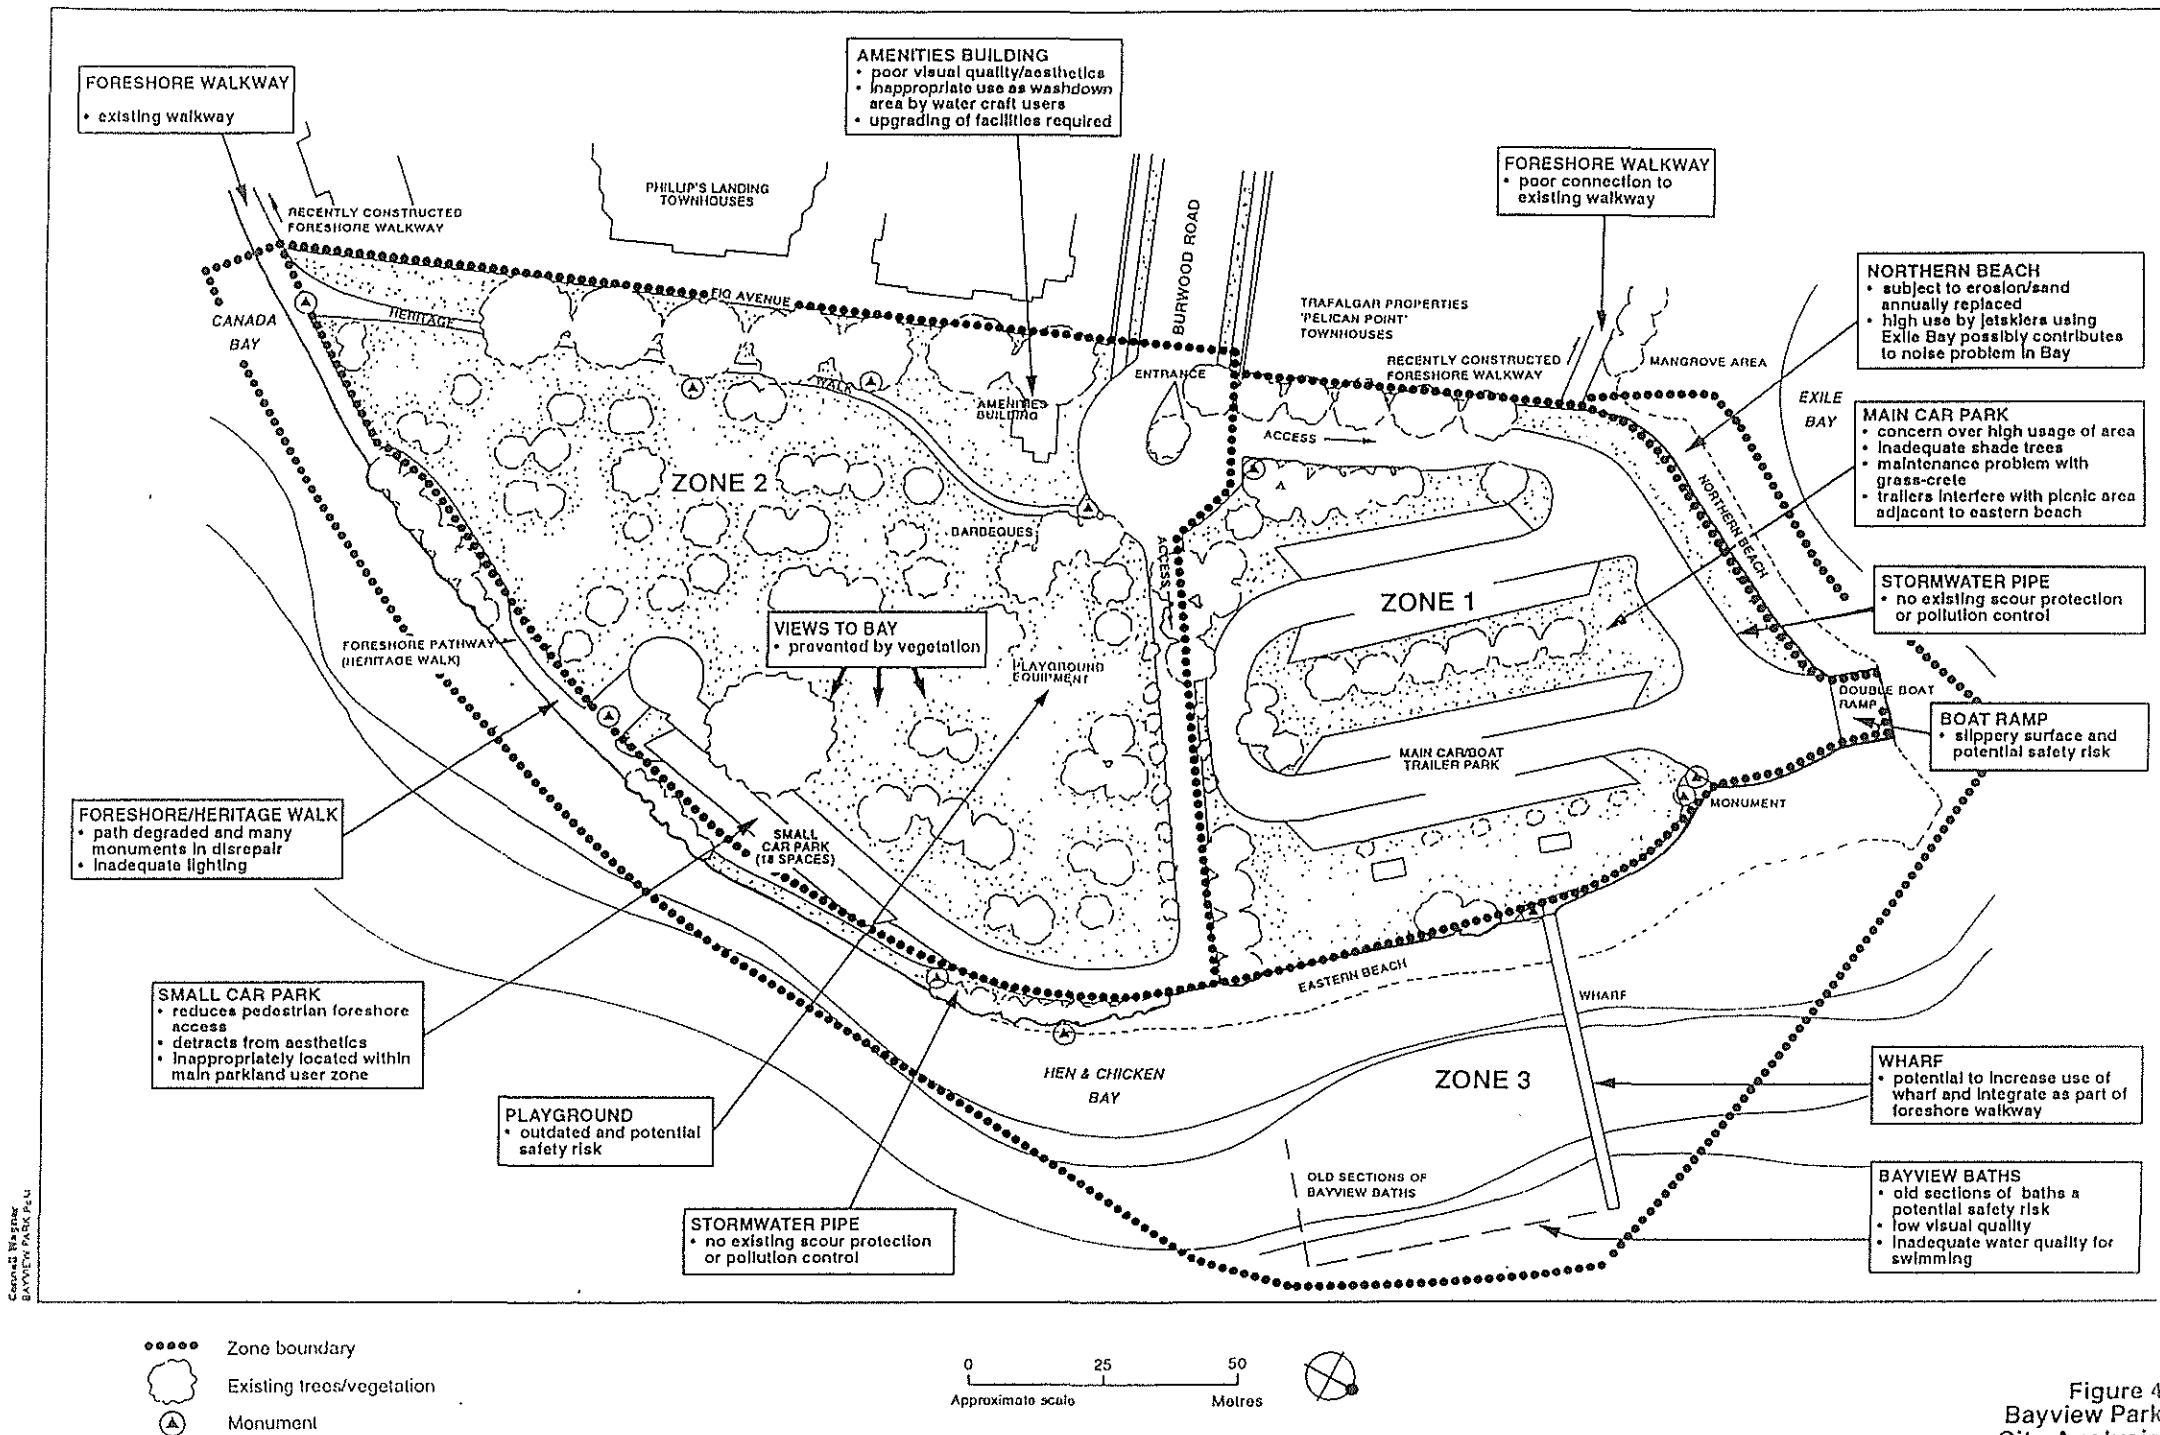 FORESHORE WALKWAY
• existing walkway
AMENITIES BUILDING
• poor visual quality/aesthetics
• inappropriate use as washdown
area by water craft users
• upgrading of facilities required
FORESHORE WALKWAY
• poor connection to
existing walkway
NORTHERN BEACH
• subject to erosion/sand
annually replaced
• high use by jetskiers using
Exile Bay possibly contributes
to noise problem in Bay
MAIN CAR PARK
• concern over high usage of area
• inadequate shade trees
• maintenance problem with
grass-crete
• trailers interfere with picnic area
adjacent to eastern beach
STORMWATER PIPE
• no existing scour protection
or pollution control
BOAT RAMP
• slippery surface and
potential safety risk
WHARF
• potential to increase use of
wharf and integrate as part of
foreshore walkway
BAYVIEW BATHS
• old sections of baths a
potential safety risk
• low visual quality
• inadequate water quality for
swimming
STORMWATER PIPE
• no existing scour protection
or pollution control
PLAYGROUND
• outdated and potential
safety risk
SMALL CAR PARK
• reduces pedestrian foreshore
access
• detracts from aesthetics
• inappropriately located within
main parkland user zone
FORESHORE/HERITAGE WALK
• path degraded and many
monuments in disrepair
• inadequate lighting
VIEWS TO BAY
• prevented by vegetation
RECENTLY CONSTRUCTED
FORESHORE WALKWAY
PHILLIP'S LANDING
TOWNHOUSES
BURWOOD ROAD
TRAFALGAR PROPERTIES
'PELICAN POINT'
TOWNHOUSES
RECENTLY CONSTRUCTED
FORESHORE WALKWAY
MANGROVE AREA
EXILE
BAY
CANADA
BAY
HERITAGE
FIG AVENUE
WALK
AMENITIES
BUILDING
ENTRANCE
ACCESS
ZONE 2
BARBEQUES
ACCESS
ZONE 1
NORTHERN BEACH
FORESHORE PATHWAY
(HERITAGE WALK)
PLAYGROUND
EQUIPMENT
DOUBLE BOAT
RAMP
MAIN CAR/BOAT
TRAILER PARK
MONUMENT
SMALL
CAR PARK
(18 SPACES)
EASTERN BEACH
WHARF
HEN & CHICKEN
BAY
ZONE 3
OLD SECTIONS OF
BAYVIEW BATHS
Connell Wagner
BAYVIEW PARK
Zone boundary
Existing trees/vegetation
Monument
0 25 50
Approximate scale Metres
Figure 4
Bayview Park